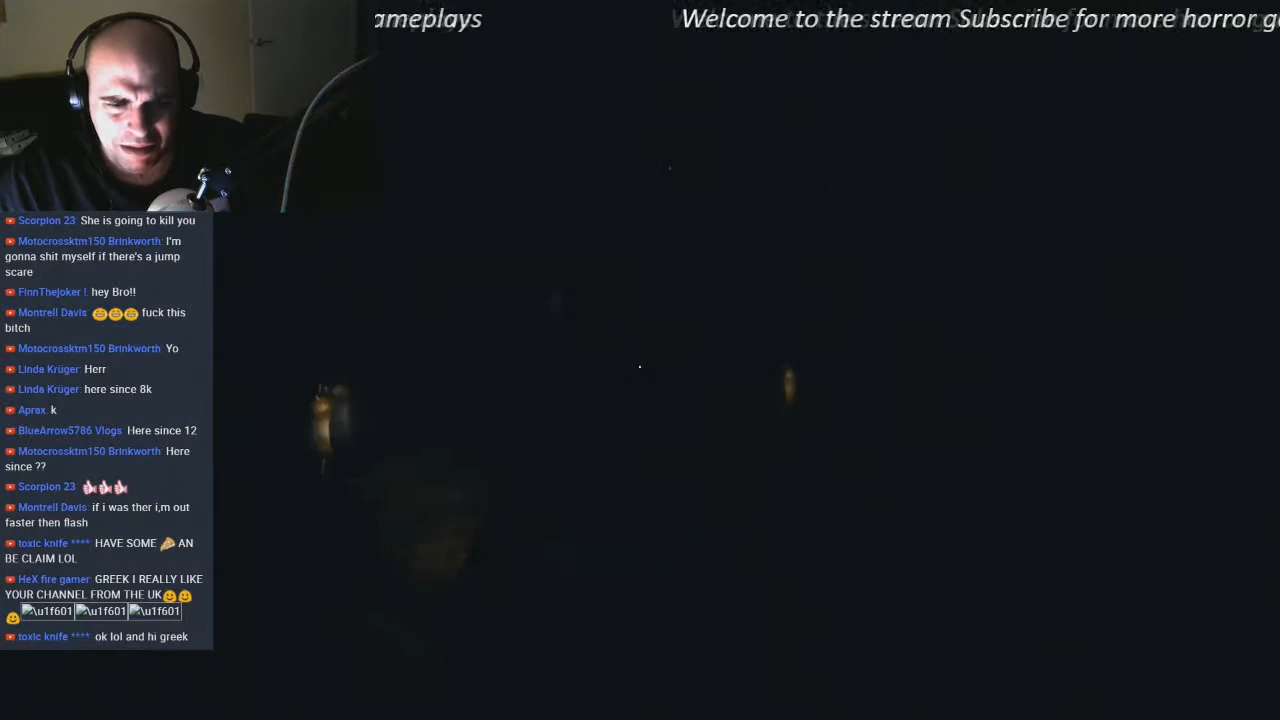 ameplays
Welcome to the stream Subscribe for more horror g
Scorpion 23: She is going to kill you
Motocrossktm150 Brinkworth: I'm
gonna shit myself if there's a jump
scare
FinnThejoker !: hey Bro!!
Montrell Davis: 😂😂😂 fuck this
bitch
Motocrossktm150 Brinkworth: Yo
Linda Krüger: Herr
Linda Krüger: here since 8k
Aprax: k
BlueArrow5786 Vlogs: Here since 12
Motocrossktm150 Brinkworth: Here
since ??
Scorpion 23: 👍👍👍
Montrell Davis: if i was ther i,m out
faster then flash
toxic knife ****: HAVE SOME 🍕 AN
BE CLAIM LOL
HeX fire gamer: GREEK I REALLY LIKE
YOUR CHANNEL FROM THE UK
\u1f601 \u1f601 \u1f601
toxic knife ****: ok lol and hi greek